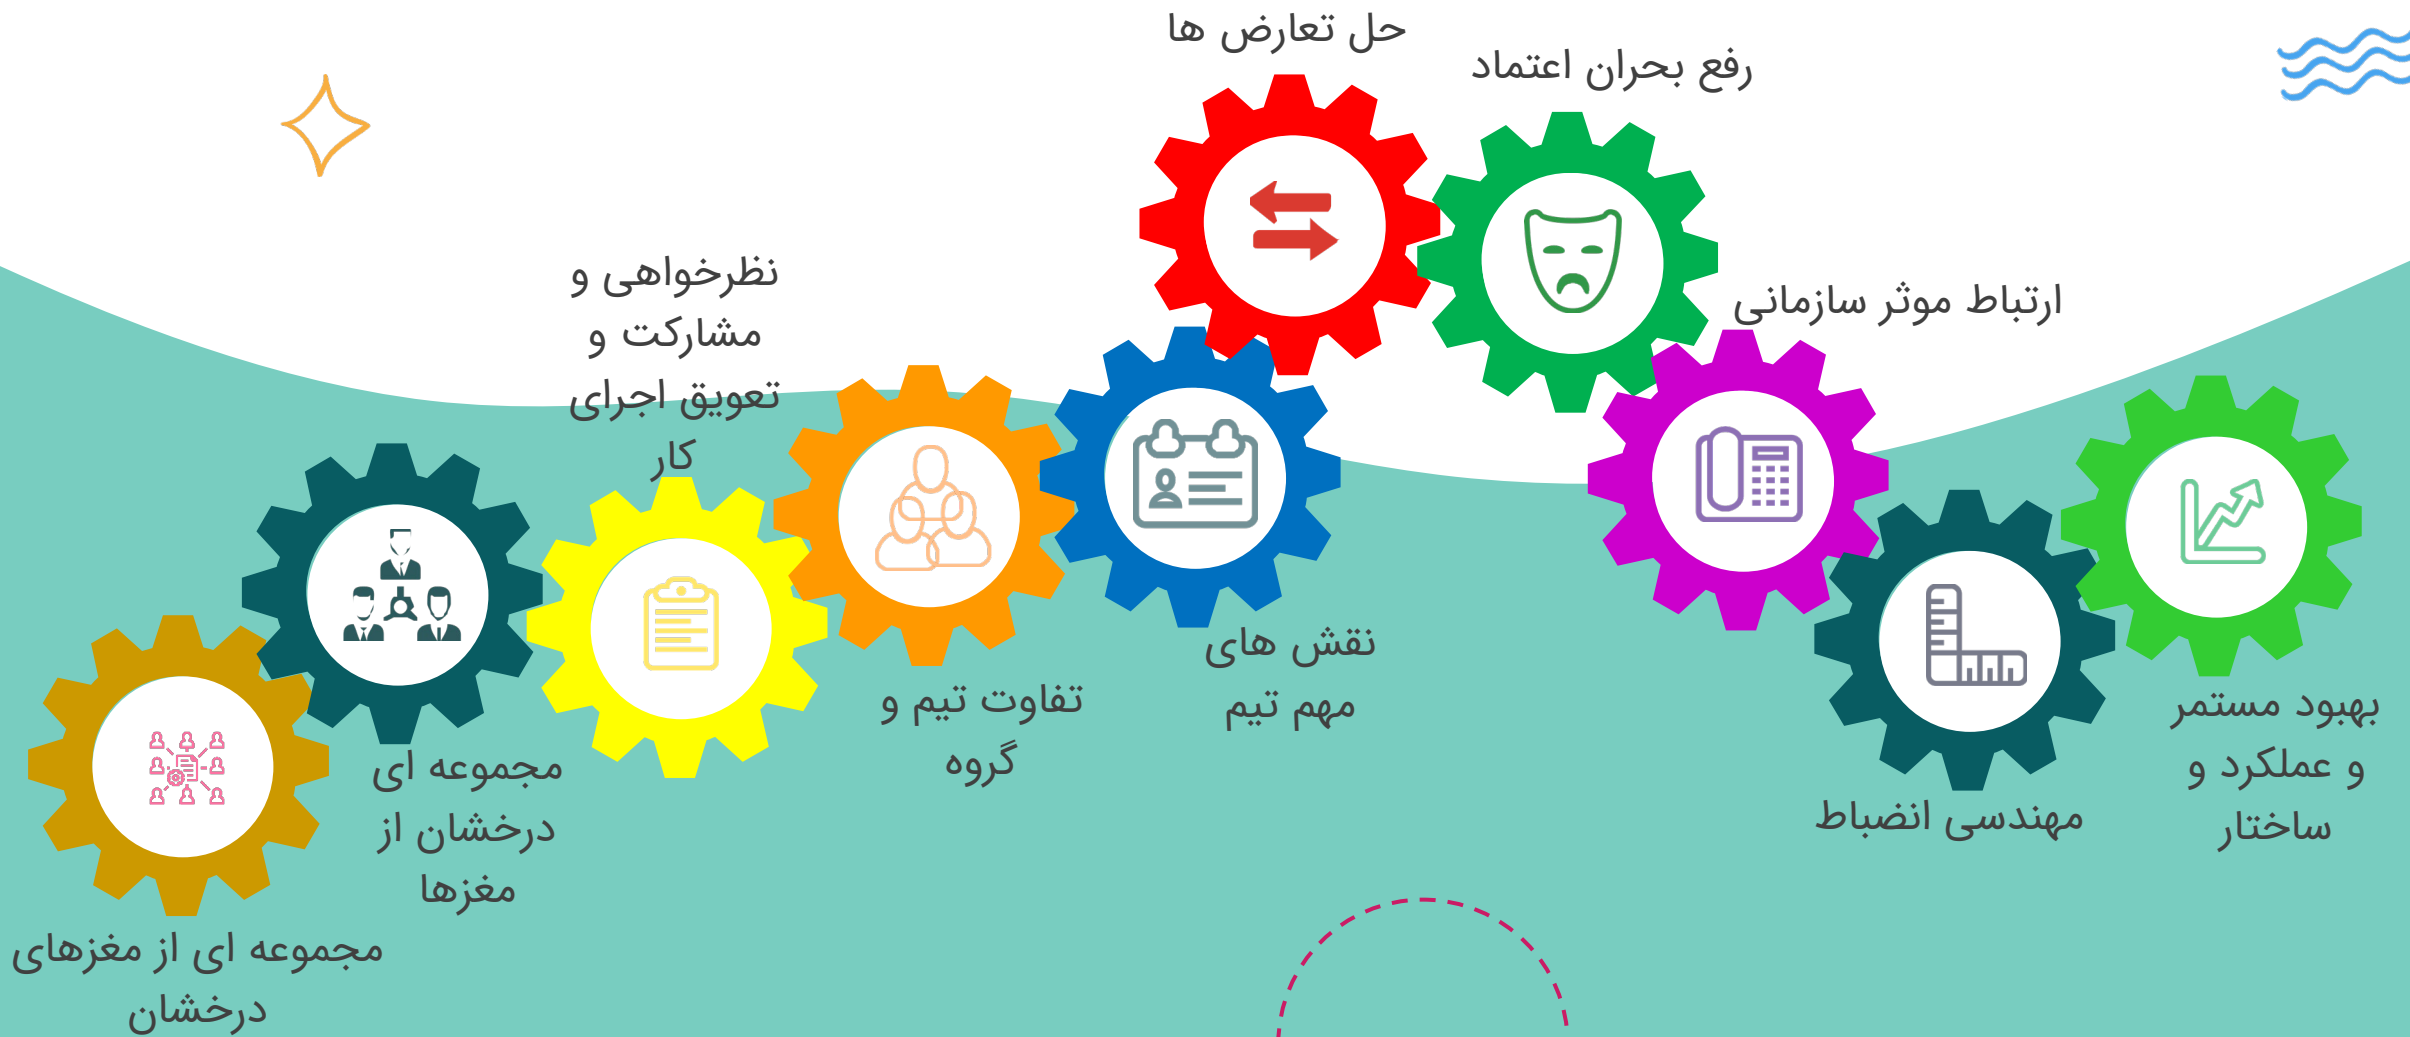 حل تعارض ها
رفع بحران اعتماد
ارتباط موثر سازمانی
نظرخواهی و
مشارکت و
تعویق اجرای
کار
نقش های
مهم تیم
تفاوت تیم و
گروه
بهبود مستمر
و عملکرد و
ساختار
مهندسی انضباط
مجموعه ای
درخشان از
مغزها
مجموعه ای از مغزهای
درخشان